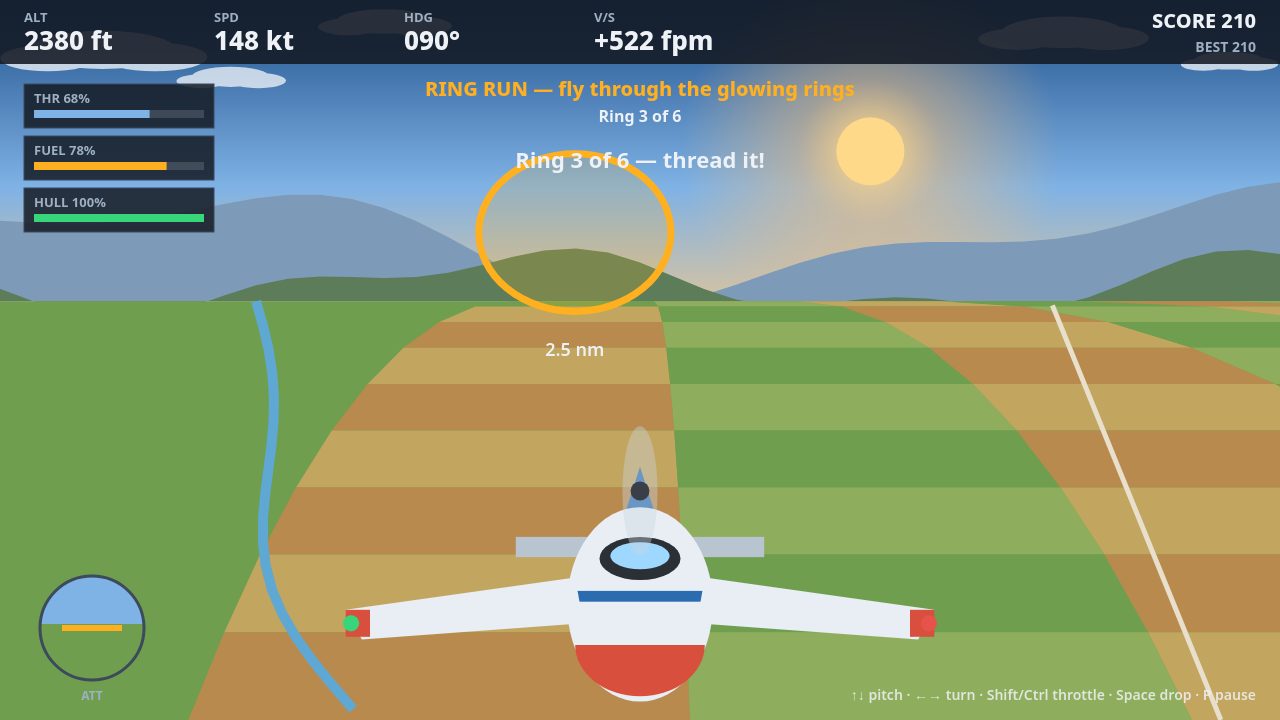 ALT
2380 ft
SPD
148 kt
HDG
090°
V/S
+522 fpm
SCORE 210
BEST 210
RING RUN — fly through the glowing rings
Ring 3 of 6
THR 68%
FUEL 78%
HULL 100%
Ring 3 of 6 — thread it!
2.5 nm
ATT
↑↓ pitch · ←→ turn · Shift/Ctrl throttle · Space drop · P pause